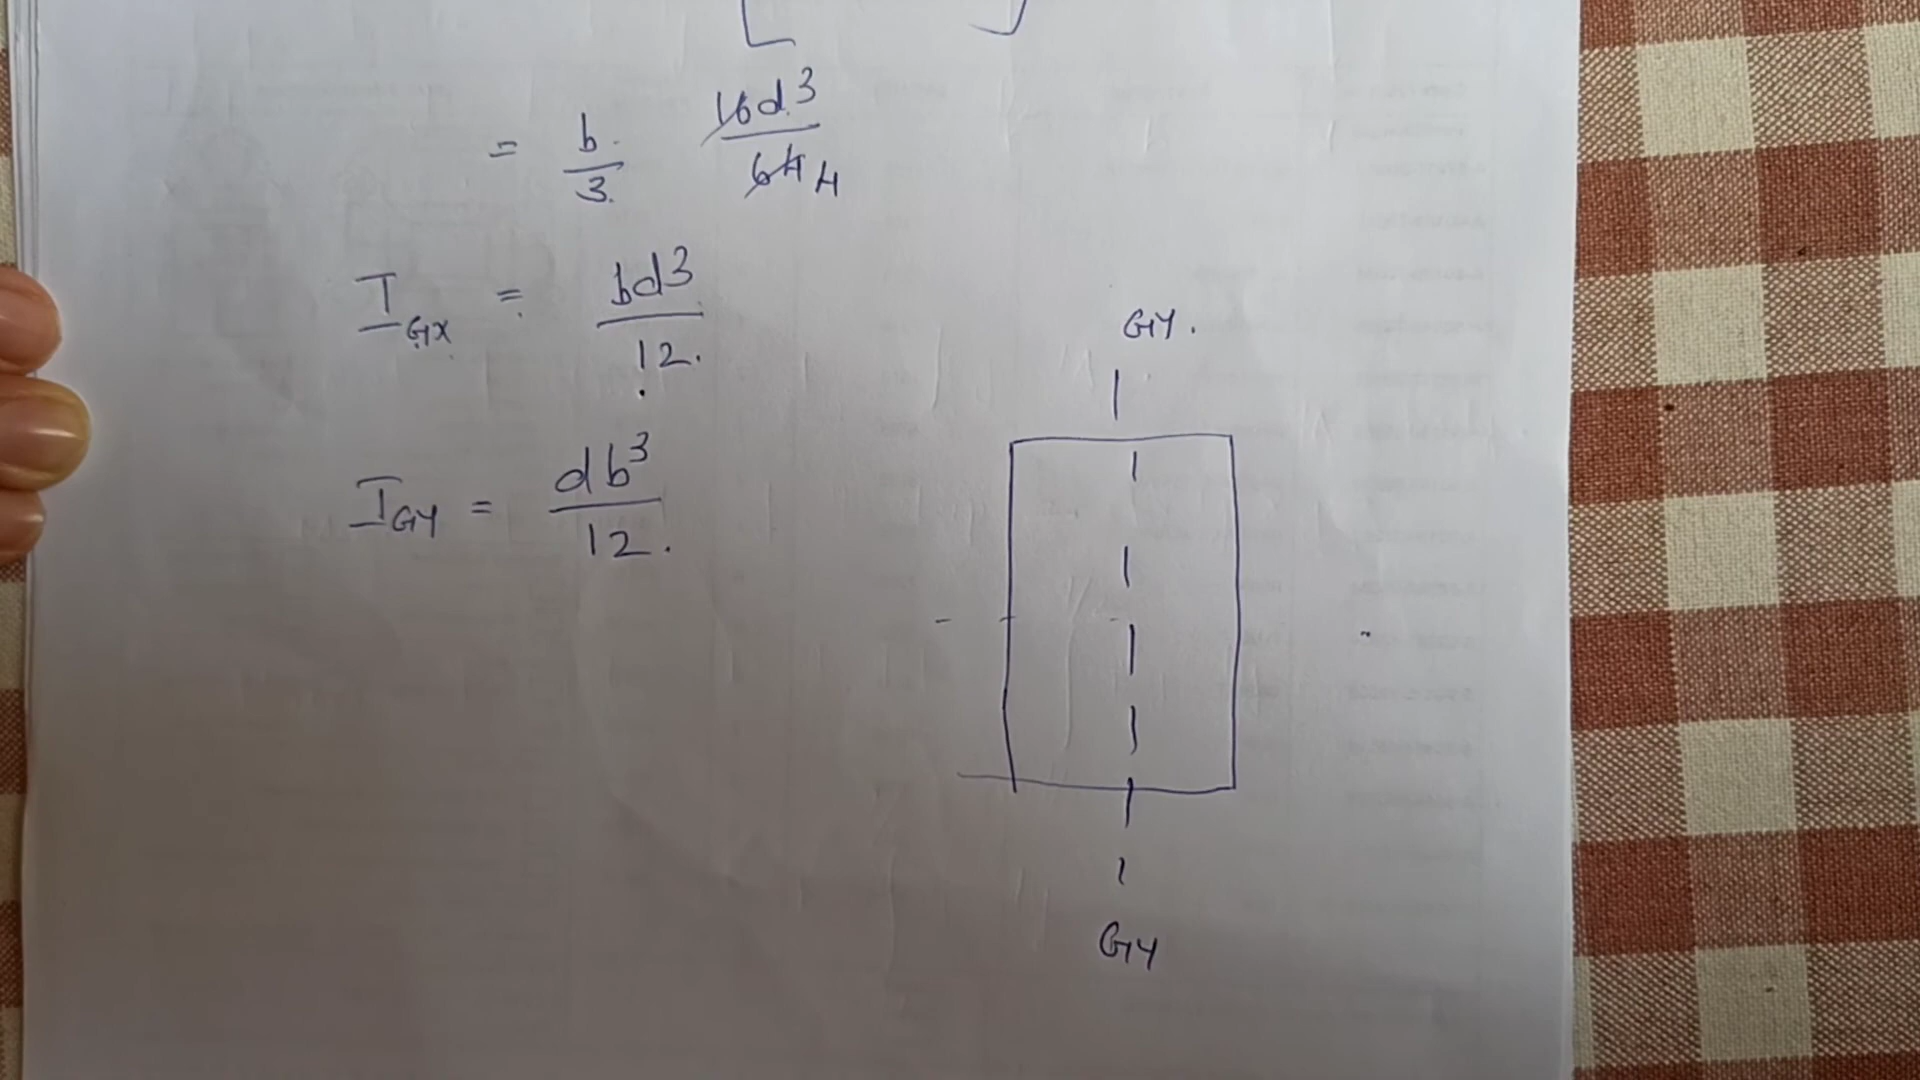 = b/3 16d³/64 4
I_GX = bd³/12.
I_GY = db³/12.
GY.
GY